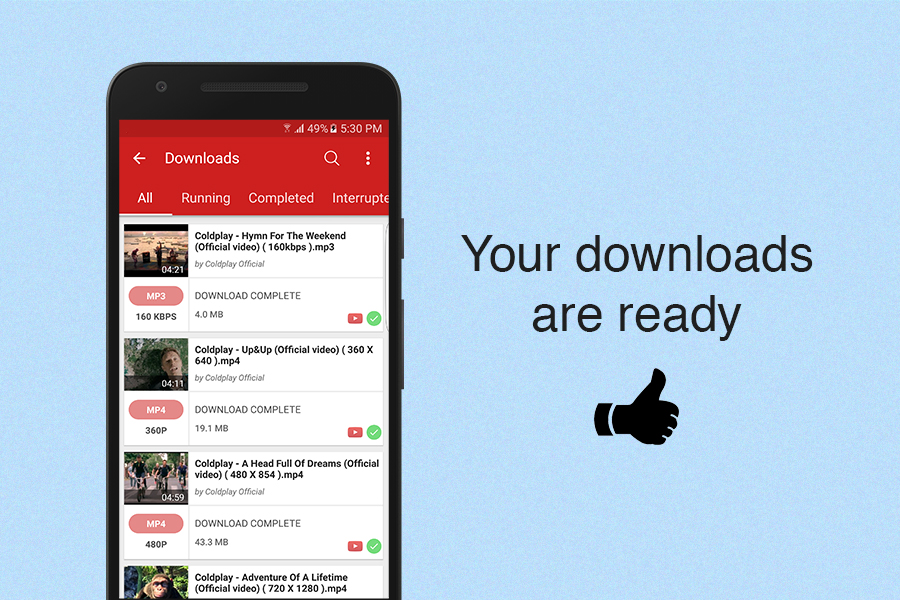 49% 5:30 PM
Downloads
All Running Completed Interrupte
Coldplay - Hymn For The Weekend
(Official video) ( 160kbps ).mp3
04:21
by Coldplay Official
MP3
DOWNLOAD COMPLETE
160 KBPS
4.0 MB
Coldplay - Up&Up (Official video) ( 360 X
640 ).mp4
04:11
by Coldplay Official
MP4
DOWNLOAD COMPLETE
360P
19.1 MB
Coldplay - A Head Full Of Dreams (Official
video) ( 480 X 854 ).mp4
04:59
by Coldplay Official
MP4
DOWNLOAD COMPLETE
480P
43.3 MB
Coldplay - Adventure Of A Lifetime
(Official video) ( 720 X 1280 ).mp4
Your downloads
are ready